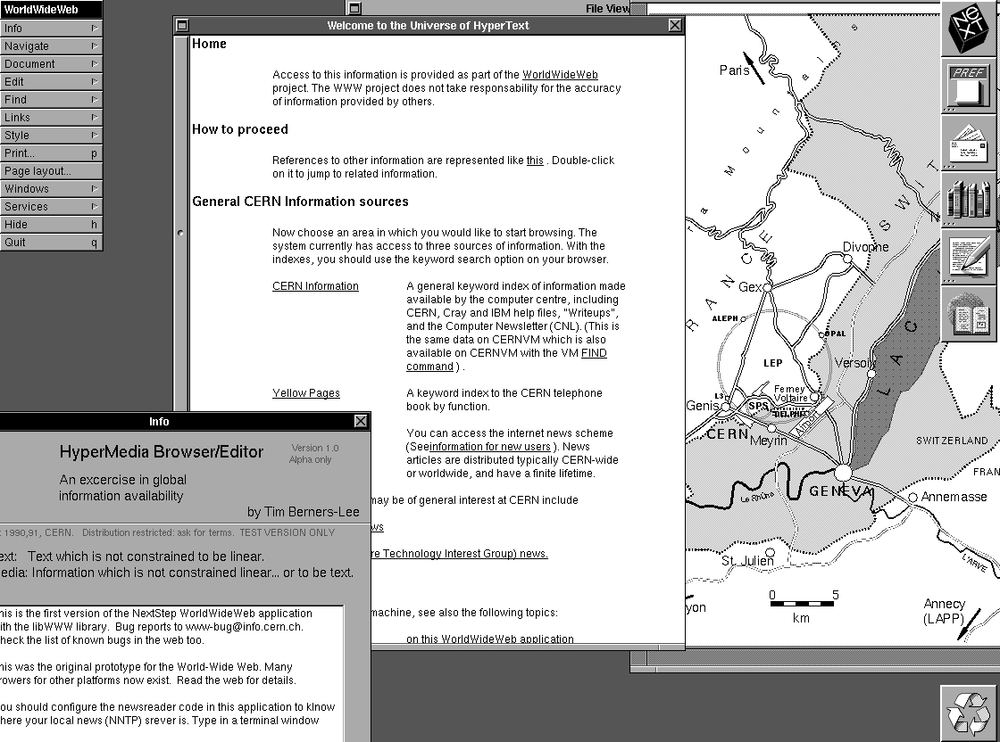 WorldWideWeb
Info
Navigate
Document
Edit
Find
Links
Style
Print... p
Page layout...
Windows
Services
Hide h
Quit q
File View
Welcome to the Universe of HyperText
Home
Access to this information is provided as part of the WorldWideWeb
project. The WWW project does not take responsability for the accuracy
of information provided by others.
How to proceed
References to other information are represented like this . Double-click
on it to jump to related information.
General CERN Information sources
Now choose an area in which you would like to start browsing. The
system currently has access to three sources of information. With the
indexes, you should use the keyword search option on your browser.
CERN Information
A general keyword index of information made
available by the computer centre, including
CERN, Cray and IBM help files, "Writeups",
and the Computer Newsletter (CNL). (This is
the same data on CERNVM which is also
available on CERNVM with the VM FIND
command ) .
Yellow Pages
A keyword index to the CERN telephone
book by function.
You can access the internet news scheme
(Seeinformation for new users ). News
articles are distributed typically CERN-wide
or worldwide, and have a finite lifetime.
may be of general interest at CERN include
ws
re Technology Interest Group) news.
machine, see also the following topics:
on this WorldWideWeb application
Info
HyperMedia Browser/Editor
Version 1.0
Alpha only
An excercise in global
information availability
by Tim Berners-Lee
1990,91, CERN. Distribution restricted: ask for terms. TEST VERSION ONLY
ext: Text which is not constrained to be linear.
edia: Information which is not constrained linear... or to be text.
his is the first version of the NextStep WorldWideWeb application
ith the libWWW library. Bug reports to www-bug@info.cern.ch.
heck the list of known bugs in the web too.
his was the original prototype for the World-Wide Web. Many
rowers for other platforms now exist. Read the web for details.
ou should configure the newsreader code in this application to klnow
here your local news (NNTP) srever is. Type in a terminal window
Paris
FRANCE
SWIT
Divonne
Gex
ALEPH
OPAL
LEP
LAC
Versoix
L3
Ferney
Voltaire
Genis
SPS
DELPHI
Airport
CERN
Meyrin
SWITZERLAND
FRAN
Le Rhône
GENEVA
Annemasse
St. Julien
L'ARVE
0 5
km
yon
Annecy
(LAPP)
NeXT
PREF